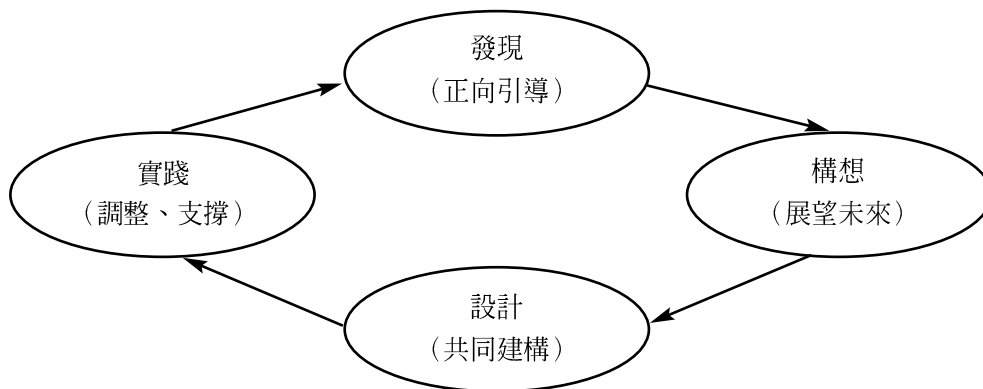 發現
（正向引導）
構想
（展望未來）
設計
（共同建構）
實踐
（調整、支撐）